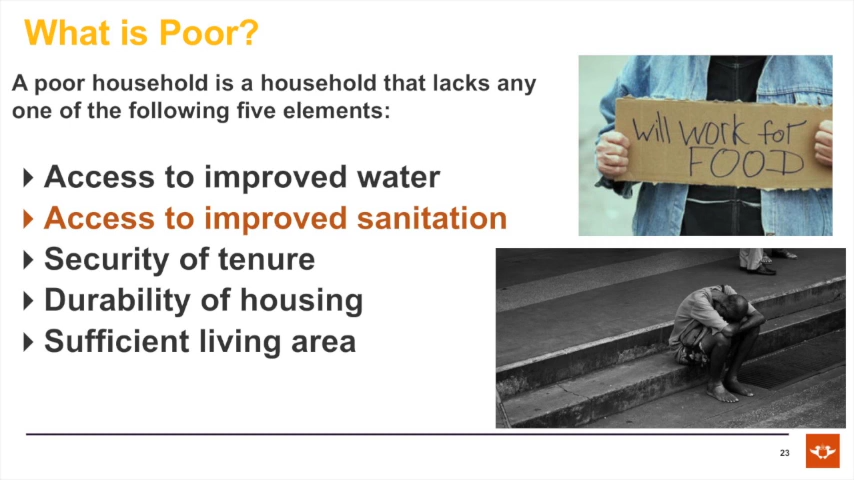 What is Poor?
A poor household is a household that lacks any
one of the following five elements:
Access to improved water
Access to improved sanitation
Security of tenure
Durability of housing
Sufficient living area
Will work for
FOOD
23